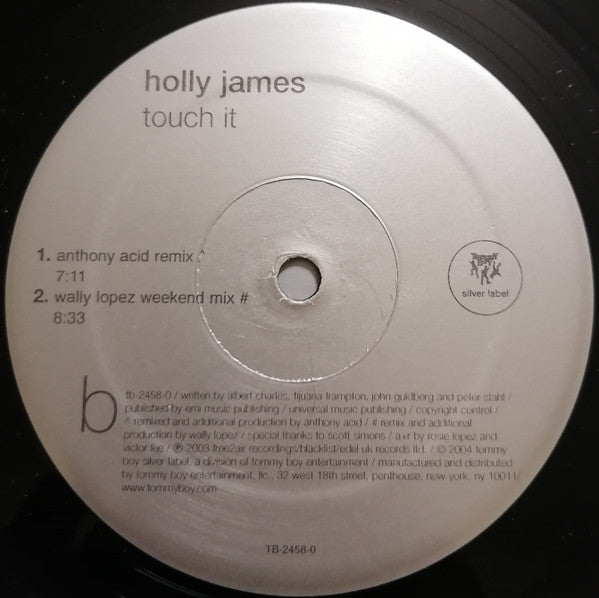 holly james
touch it
1. anthony acid remix ^
7:11
2. wally lopez weekend mix #
8:33
TOMMY BOY
silver label
b
tb-2458-0 / written by albert charles, tijuana frampton, john guldberg and peter stahl /
published by emi music publishing / universal music publishing / copyright control /
^ remixed and additional production by anthony acid / # remix and additional
production by wally lopez / special thanks to scott simons / a+r by rosie lopez and
victor lee / ℗ 2003 free2air recordings/blacklist/edel uk records ltd. / © 2004 tommy
boy silver label, a division of tommy boy entertainment / manufactured and distributed
by tommy boy entertainment, llc., 32 west 18th street, penthouse, new york, ny 10011/
www.tommyboy.com
TB-2458-0